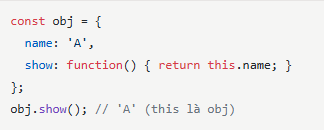 const obj = {
  name: 'A',
  show: function() { return this.name; }
};
obj.show(); // 'A' (this là obj)